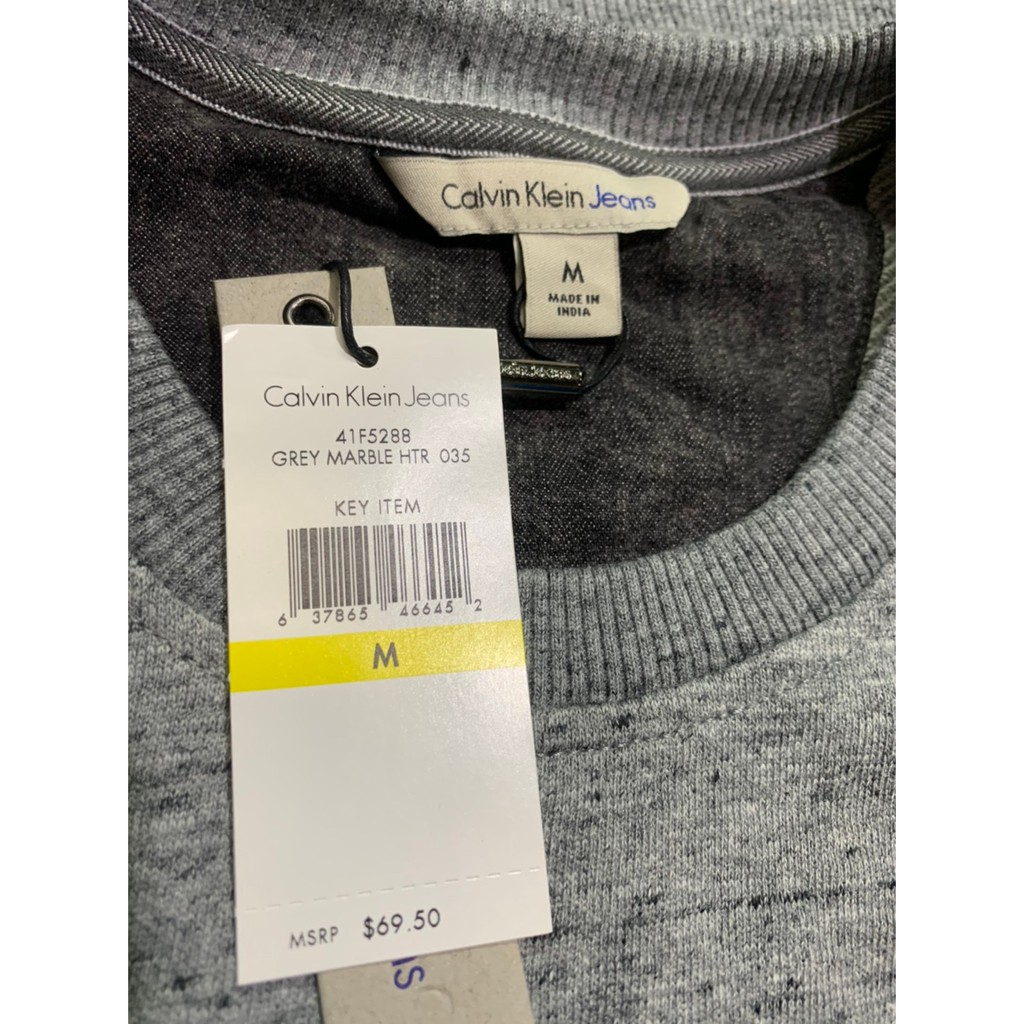 Calvin Klein Jeans
M
MADE IN
INDIA
Calvin Klein Jeans
41F5288
GREY MARBLE HTR 035
KEY ITEM
6 37865 46645 2
M
MSRP $69.50